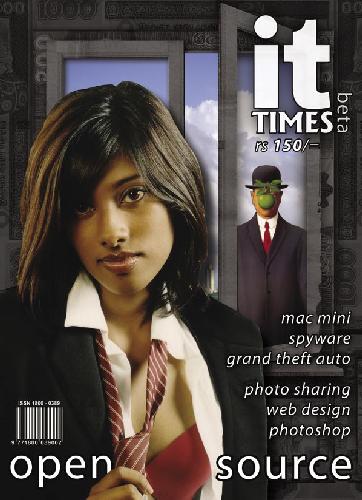 it
beta
TIMES
rs 150/–
mac mini
spyware
grand theft auto
photo sharing
web design
photoshop
open source